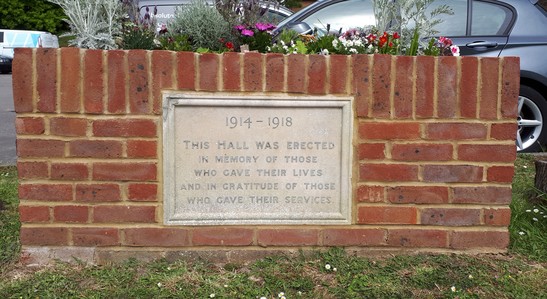 1914 - 1918
THIS HALL WAS ERECTED
IN MEMORY OF THOSE
WHO GAVE THEIR LIVES
AND IN GRATITUDE OF THOSE
WHO GAVE THEIR SERVICES